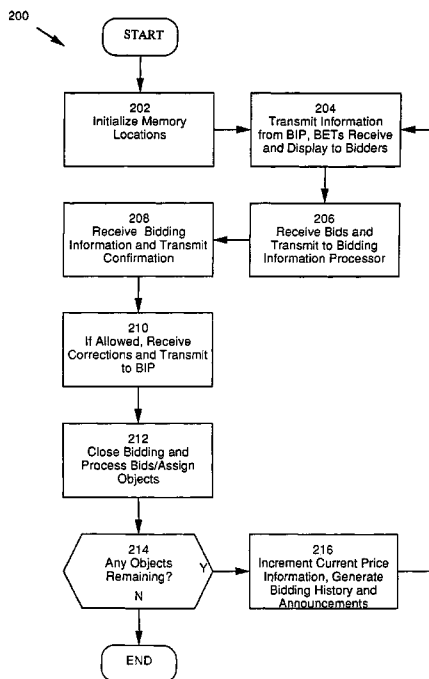 200
START
202
Initialize Memory
Locations
204
Transmit Information
from BIP, BETs Receive
and Display to Bidders
208
Receive Bidding
Information and Transmit
Confirmation
206
Receive Bids and
Transmit to Bidding
Information Processor
210
If Allowed, Receive
Corrections and Transmit
to BIP
212
Close Bidding and
Process Bids/Assign
Objects
214
Any Objects
Remaining?
Y
N
216
Increment Current Price
Information, Generate
Bidding History and
Announcements
END